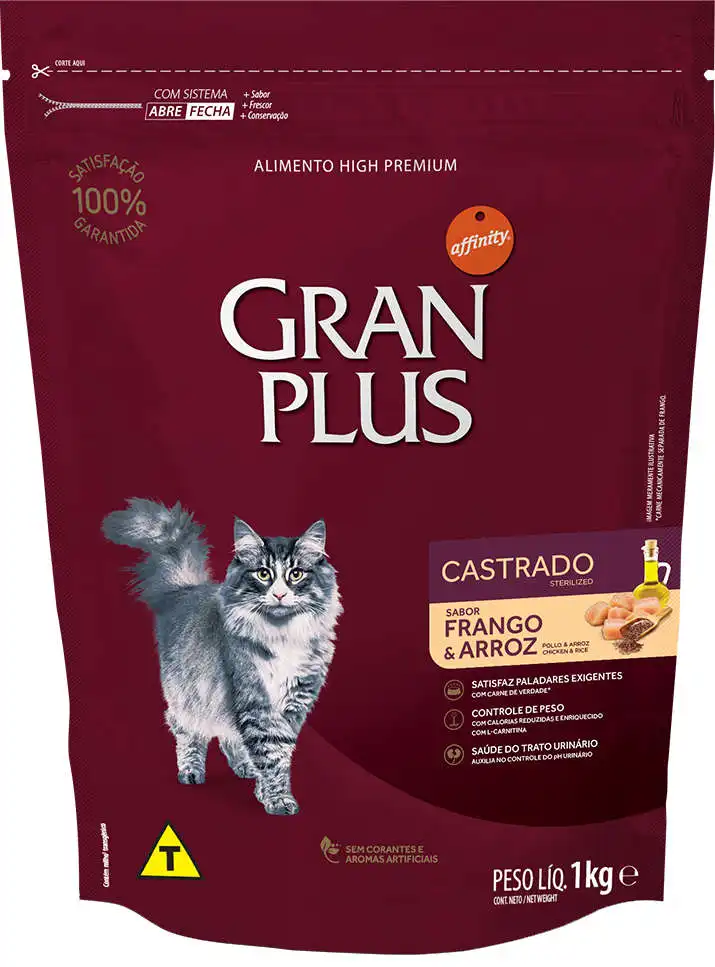 CORTE AQUI
COM SISTEMA
ABRE FECHA
+ Sabor
+ Frescor
+ Conservação
ALIMENTO HIGH PREMIUM
SATISFAÇÃO
100%
GARANTIDA
affinity
GRAN
PLUS
IMAGEM MERAMENTE ILUSTRATIVA
*CARNE MECANICAMENTE SEPARADA DE FRANGO.
CASTRADO
STERILIZED
SABOR
FRANGO
& ARROZ
POLLO & ARROZ
CHICKEN & RICE
SATISFAZ PALADARES EXIGENTES
COM CARNE DE VERDADE*
CONTROLE DE PESO
COM CALORIAS REDUZIDAS E ENRIQUECIDO
COM L-CARNITINA
SAÚDE DO TRATO URINÁRIO
AUXILIA NO CONTROLE DO pH URINÁRIO
Contém milho transgênico
T
SEM CORANTES E
AROMAS ARTIFICIAIS
PESO LÍQ. 1kg e
CONT. NETO / NET WEIGHT